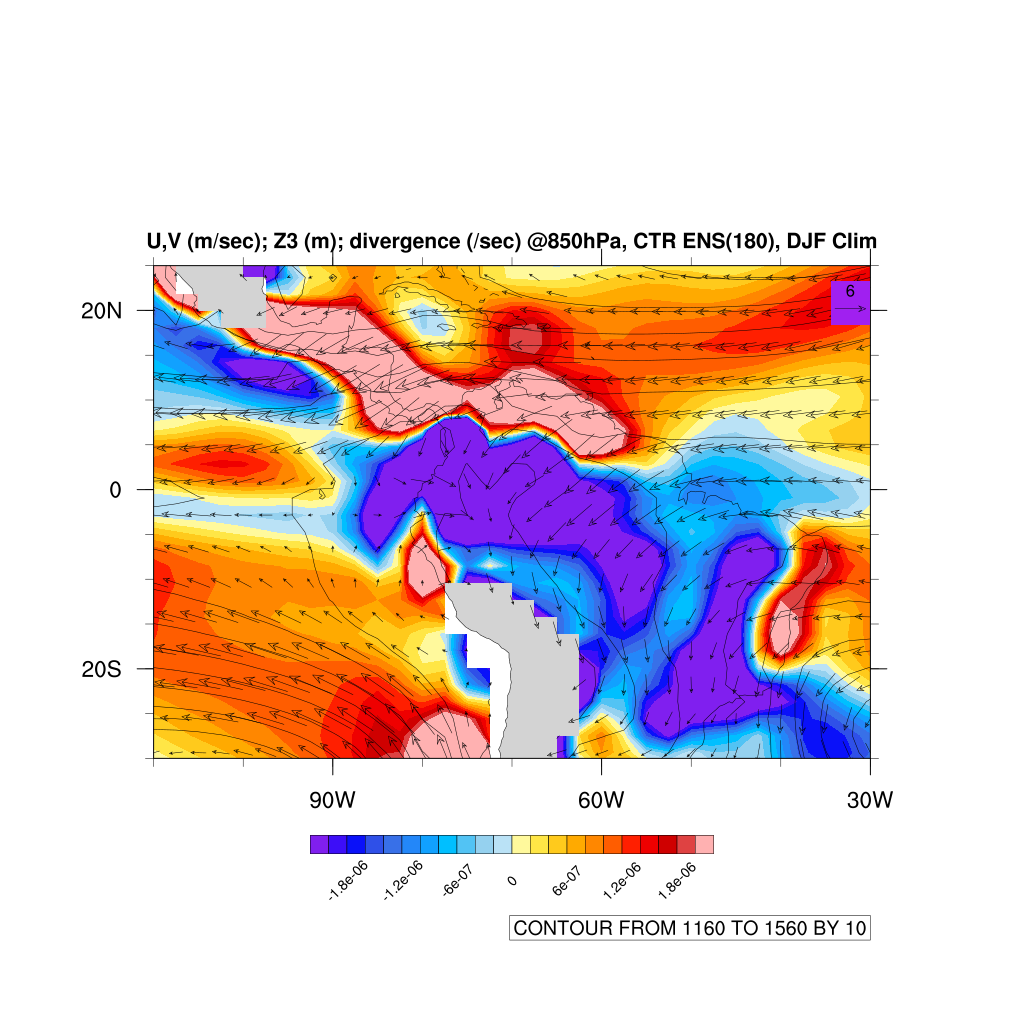 U,V (m/sec); Z3 (m); divergence (/sec) @850hPa, CTR ENS(180), DJF Clim
6
20N
0
20S
90W 60W 30W
-1.8e-06 -1.2e-06 -6e-07 0 6e-07 1.2e-06 1.8e-06
CONTOUR FROM 1160 TO 1560 BY 10